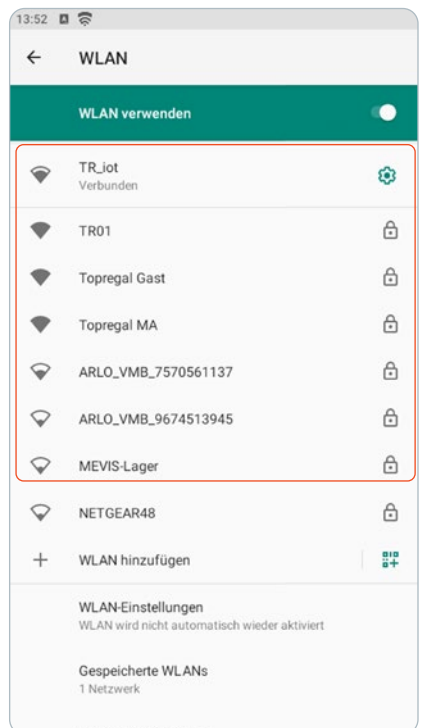 13:52
WLAN
WLAN verwenden
TR_iot
Verbunden
TR01
Topregal Gast
Topregal MA
ARLO_VMB_7570561137
ARLO_VMB_9674513945
MEVIS-Lager
NETGEAR48
WLAN hinzufügen
WLAN-Einstellungen
WLAN wird nicht automatisch wieder aktiviert
Gespeicherte WLANs
1 Netzwerk